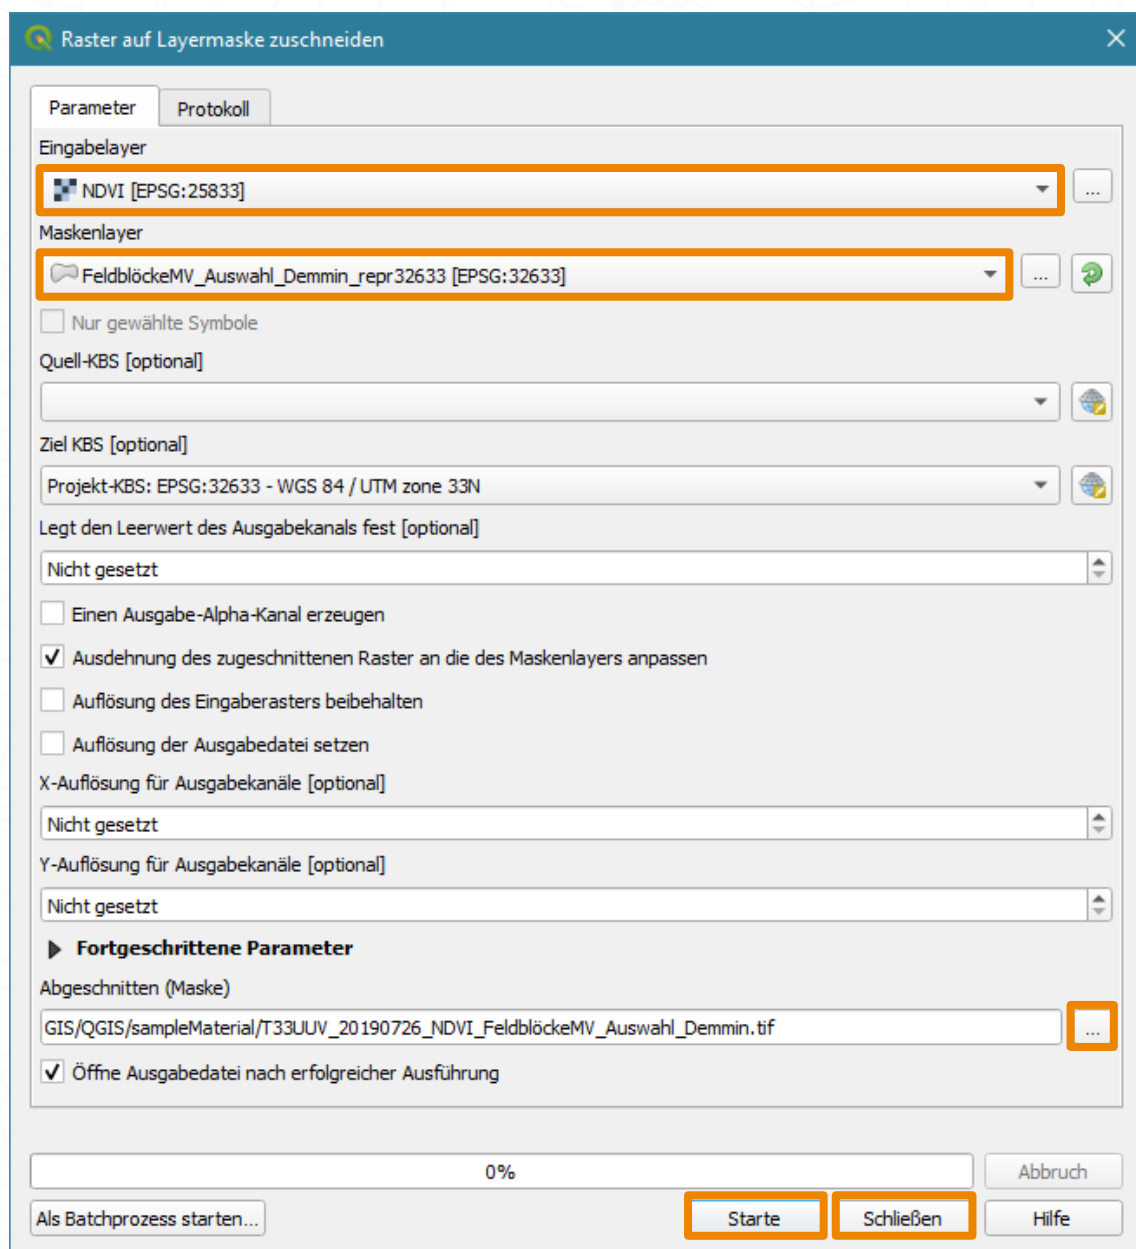 Raster auf Layermaske zuschneiden
Parameter
Protokoll
Eingabelayer
NDVI [EPSG:25833]
...
Maskenlayer
FeldblöckeMV_Auswahl_Demmin_repr32633 [EPSG:32633]
...
Nur gewählte Symbole
Quell-KBS [optional]
Ziel KBS [optional]
Projekt-KBS: EPSG:32633 - WGS 84 / UTM zone 33N
Legt den Leerwert des Ausgabekanals fest [optional]
Nicht gesetzt
Einen Ausgabe-Alpha-Kanal erzeugen
Ausdehnung des zugeschnittenen Raster an die des Maskenlayers anpassen
Auflösung des Eingaberasters beibehalten
Auflösung der Ausgabedatei setzen
X-Auflösung für Ausgabekanäle [optional]
Nicht gesetzt
Y-Auflösung für Ausgabekanäle [optional]
Nicht gesetzt
Fortgeschrittene Parameter
Abgeschnitten (Maske)
GIS/QGIS/sampleMaterial/T33UUV_20190726_NDVI_FeldblöckeMV_Auswahl_Demmin.tif
...
Öffne Ausgabedatei nach erfolgreicher Ausführung
0%
Abbruch
Als Batchprozess starten...
Starte
Schließen
Hilfe